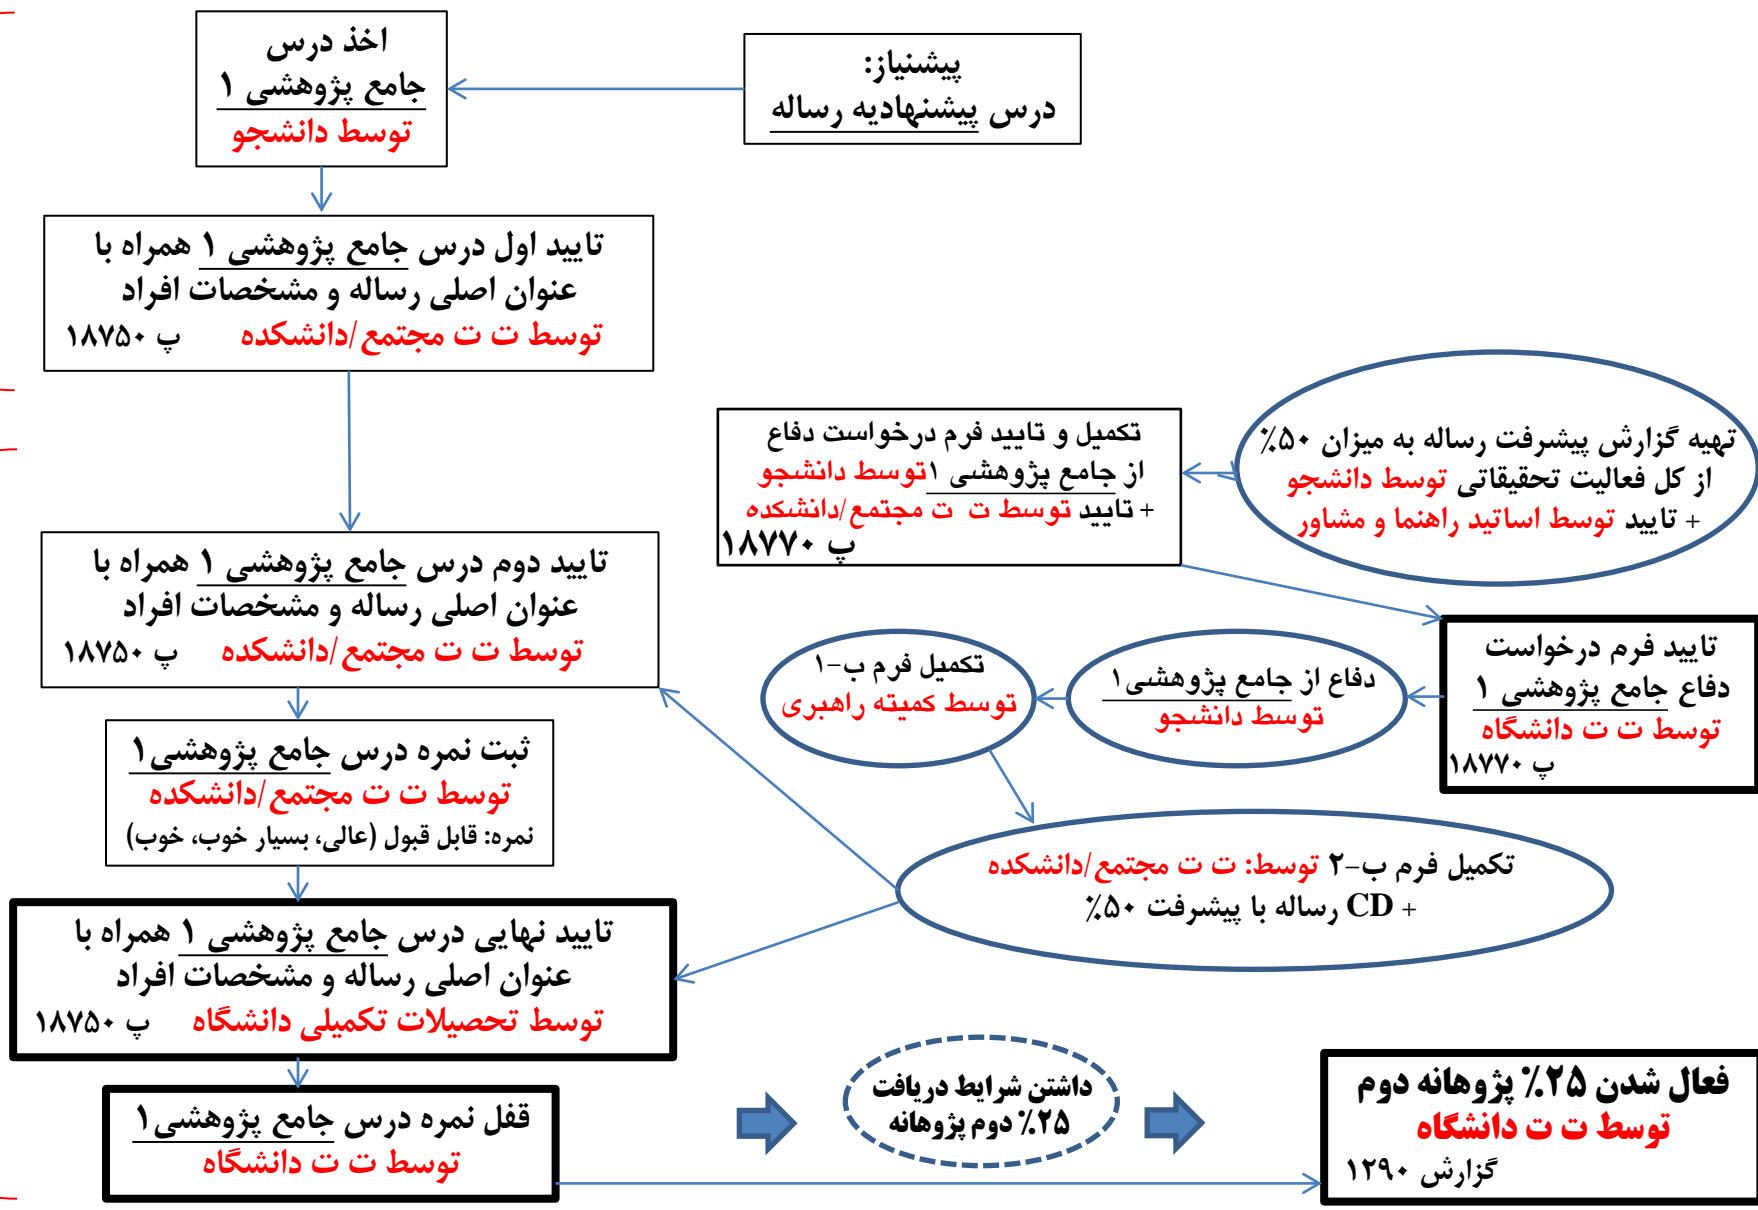 اخذ درس
جامع پژوهشی ۱
توسط دانشجو
پیشنیاز:
درس پیشنهادیه رساله
تایید اول درس جامع پژوهشی ۱ همراه با
عنوان اصلی رساله و مشخصات افراد
توسط ت ت مجتمع/دانشکده پ ۱۸۷۵۰
تهیه گزارش پیشرفت رساله به میزان ۵۰٪
از کل فعالیت تحقیقاتی توسط دانشجو
+ تایید توسط اساتید راهنما و مشاور
تکمیل و تایید فرم درخواست دفاع
از جامع پژوهشی ۱ توسط دانشجو
+ تایید توسط ت ت مجتمع/دانشکده
پ ۱۸۷۷۰
تایید دوم درس جامع پژوهشی ۱ همراه با
عنوان اصلی رساله و مشخصات افراد
توسط ت ت مجتمع/دانشکده پ ۱۸۷۵۰
تایید فرم درخواست
دفاع جامع پژوهشی ۱
توسط ت ت دانشگاه
پ ۱۸۷۷۰
دفاع از جامع پژوهشی۱
توسط دانشجو
تکمیل فرم ب-۱
توسط کمیته راهبری
ثبت نمره درس جامع پژوهشی۱
توسط ت ت مجتمع/دانشکده
نمره: قابل قبول (عالی، بسیار خوب، خوب)
تکمیل فرم ب-۲ توسط: ت ت مجتمع/دانشکده
+ CD رساله با پیشرفت ۵۰٪
تایید نهایی درس جامع پژوهشی ۱ همراه با
عنوان اصلی رساله و مشخصات افراد
توسط تحصیلات تکمیلی دانشگاه پ ۱۸۷۵۰
قفل نمره درس جامع پژوهشی۱
توسط ت ت دانشگاه
داشتن شرایط دریافت
۲۵٪ دوم پژوهانه
فعال شدن ۲۵٪ پژوهانه دوم
توسط ت ت دانشگاه
گزارش ۱۲۹۰